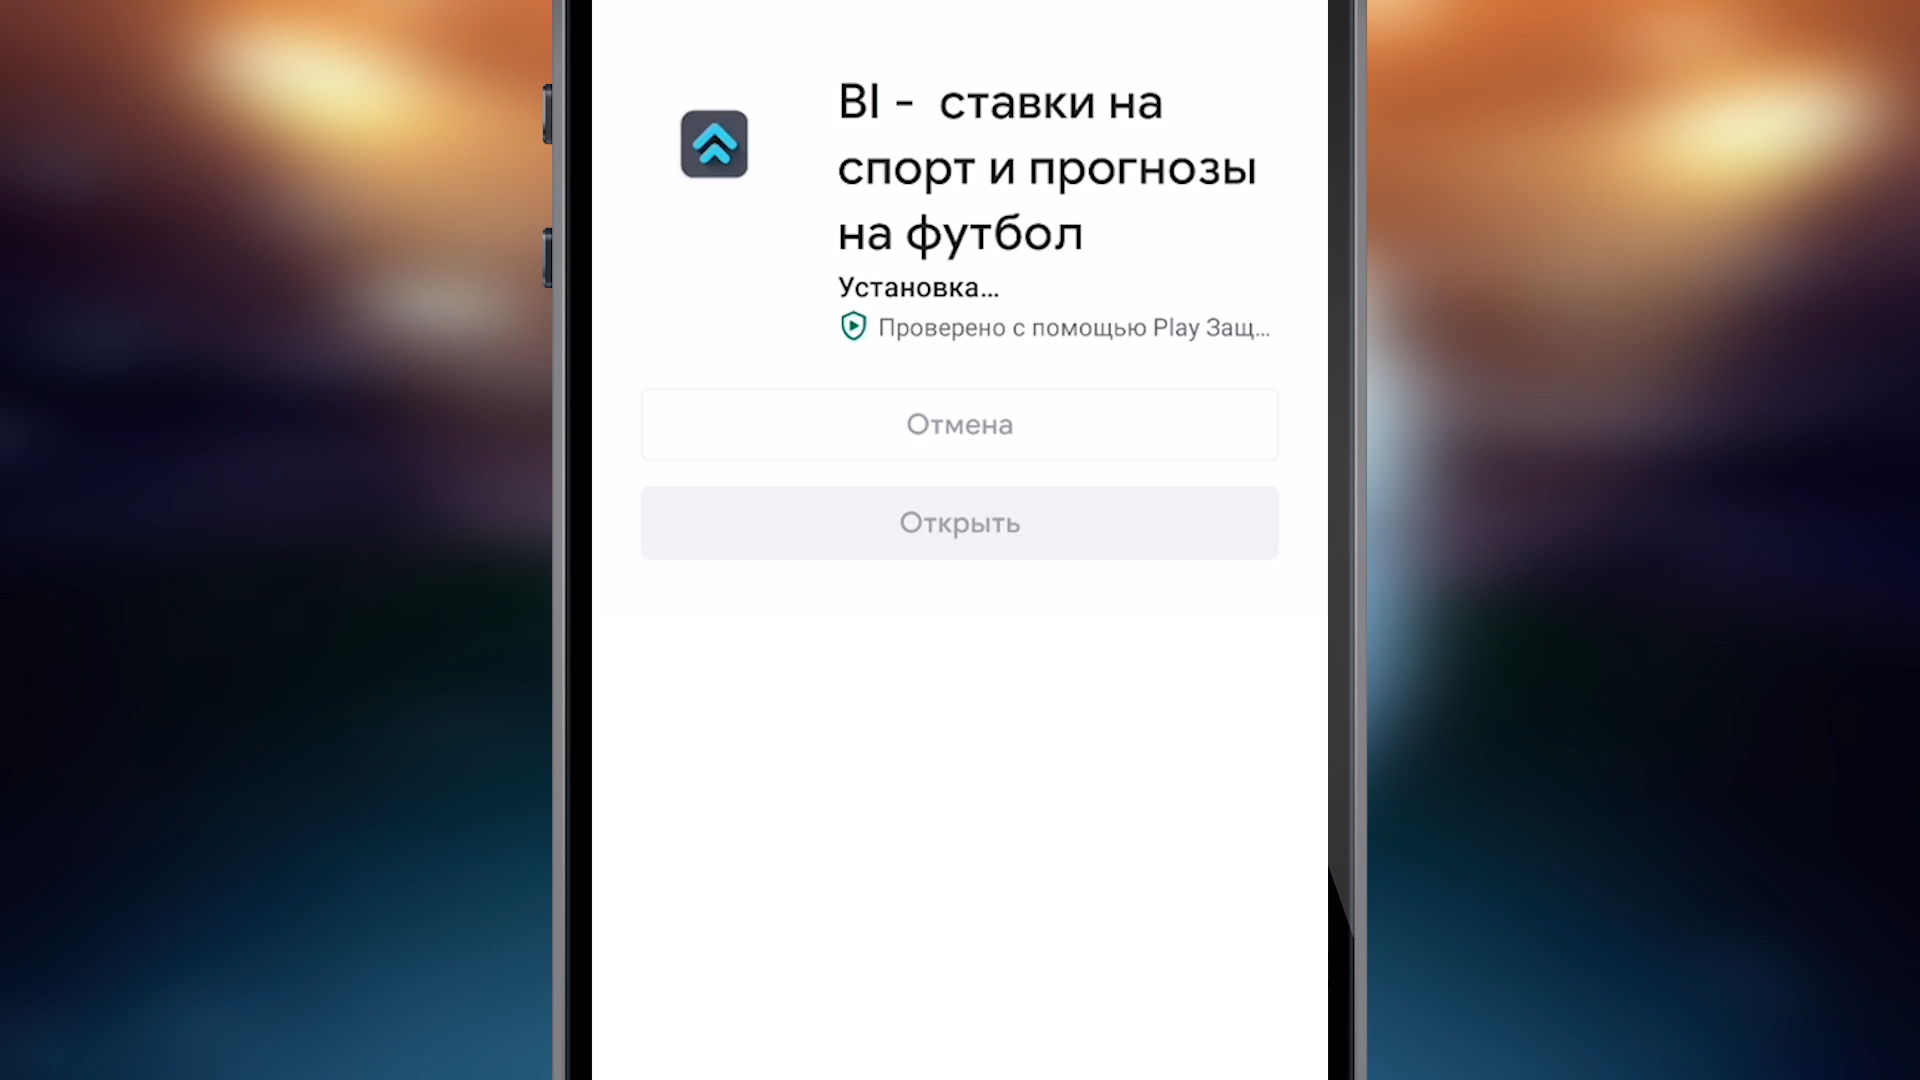 BI -  ставки на
спорт и прогнозы
на футбол
Установка...
Проверено с помощью Play Защ...
Отмена
Открыть